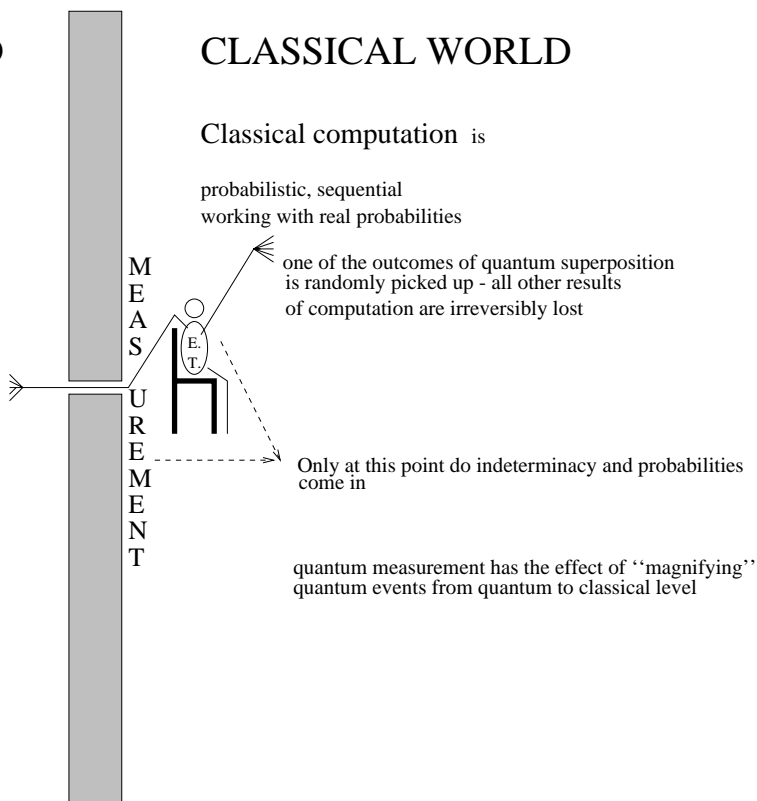 CLASSICAL WORLD
Classical computation is
probabilistic, sequential
working with real probabilities
one of the outcomes of quantum superposition
is randomly picked up - all other results
of computation are irreversibly lost
MEAS UREMENT
E.
T.
Only at this point do indeterminacy and probabilities
come in
quantum measurement has the effect of ‘‘magnifying’’
quantum events from quantum to classical level